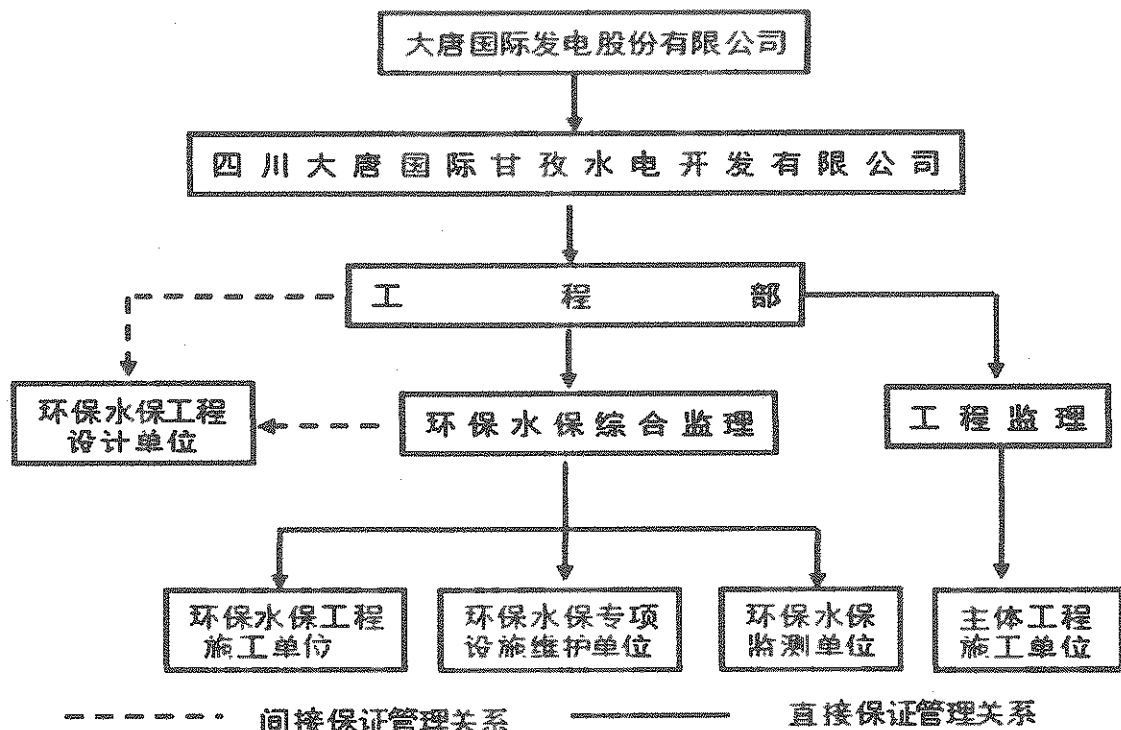 大唐国际发电股份有限公司
四川大唐国际甘孜水电开发有限公司
工程部
环保水保工程
设计单位
环保水保综合监理
工程监理
环保水保工程
施工单位
环保水保专项
设施维护单位
环保水保
监测单位
主体工程
施工单位
间接保证管理关系
直接保证管理关系